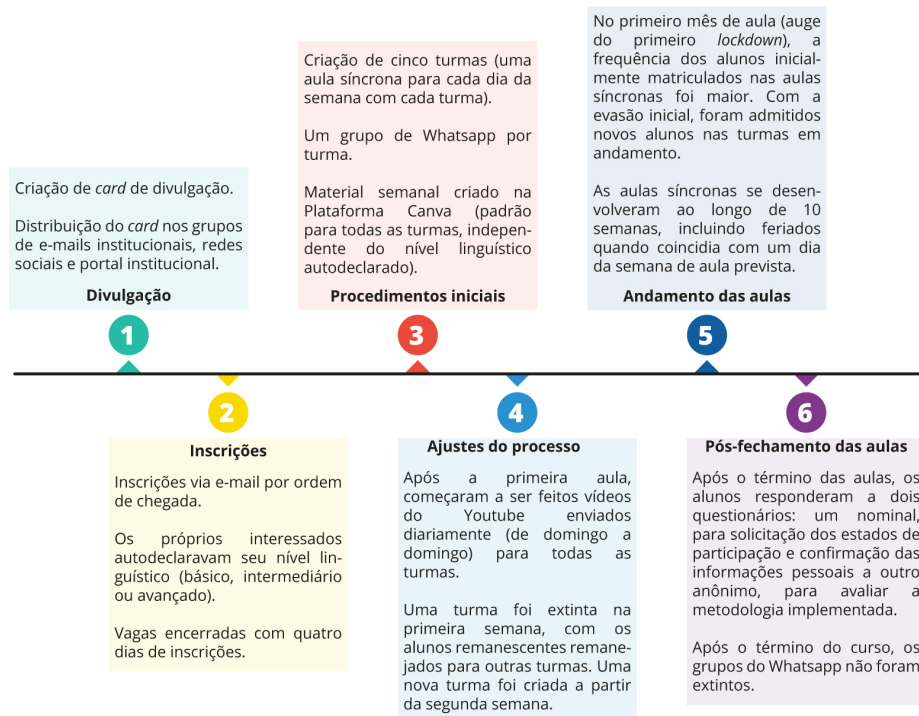 Criação de card de divulgação.
Distribuição do card nos grupos
de e-mails institucionais, redes
sociais e portal institucional.
Divulgação
1
2
Inscrições
Inscrições via e-mail por ordem
de chegada.
Os próprios interessados
autodeclaravam seu nível lin-
guístico (básico, intermediário
ou avançado).
Vagas encerradas com quatro
dias de inscrições.
Criação de cinco turmas (uma
aula síncrona para cada dia da
semana com cada turma).
Um grupo de Whatsapp por
turma.
Material semanal criado na
Plataforma Canva (padrão
para todas as turmas, indepen-
dente do nível linguístico
autodeclarado).
Procedimentos iniciais
3
4
Ajustes do processo
Após a primeira aula,
começaram a ser feitos vídeos
do Youtube enviados
diariamente (de domingo a
domingo) para todas as
turmas.
Uma turma foi extinta na
primeira semana, com os
alunos remanescentes remane-
jados para outras turmas. Uma
nova turma foi criada a partir
da segunda semana.
No primeiro mês de aula (auge
do primeiro lockdown), a
frequência dos alunos inicial-
mente matriculados nas aulas
síncronas foi maior. Com a
evasão inicial, foram admitidos
novos alunos nas turmas em
andamento.
As aulas síncronas se desen-
volveram ao longo de 10
semanas, incluindo feriados
quando coincidia com um dia
da semana de aula prevista.
Andamento das aulas
5
6
Pós-fechamento das aulas
Após o término das aulas, os
alunos responderam a dois
questionários: um nominal,
para solicitação dos estados de
participação e confirmação das
informações pessoais a outro
anônimo, para avaliar a
metodologia implementada.
Após o término do curso, os
grupos do Whatsapp não foram
extintos.